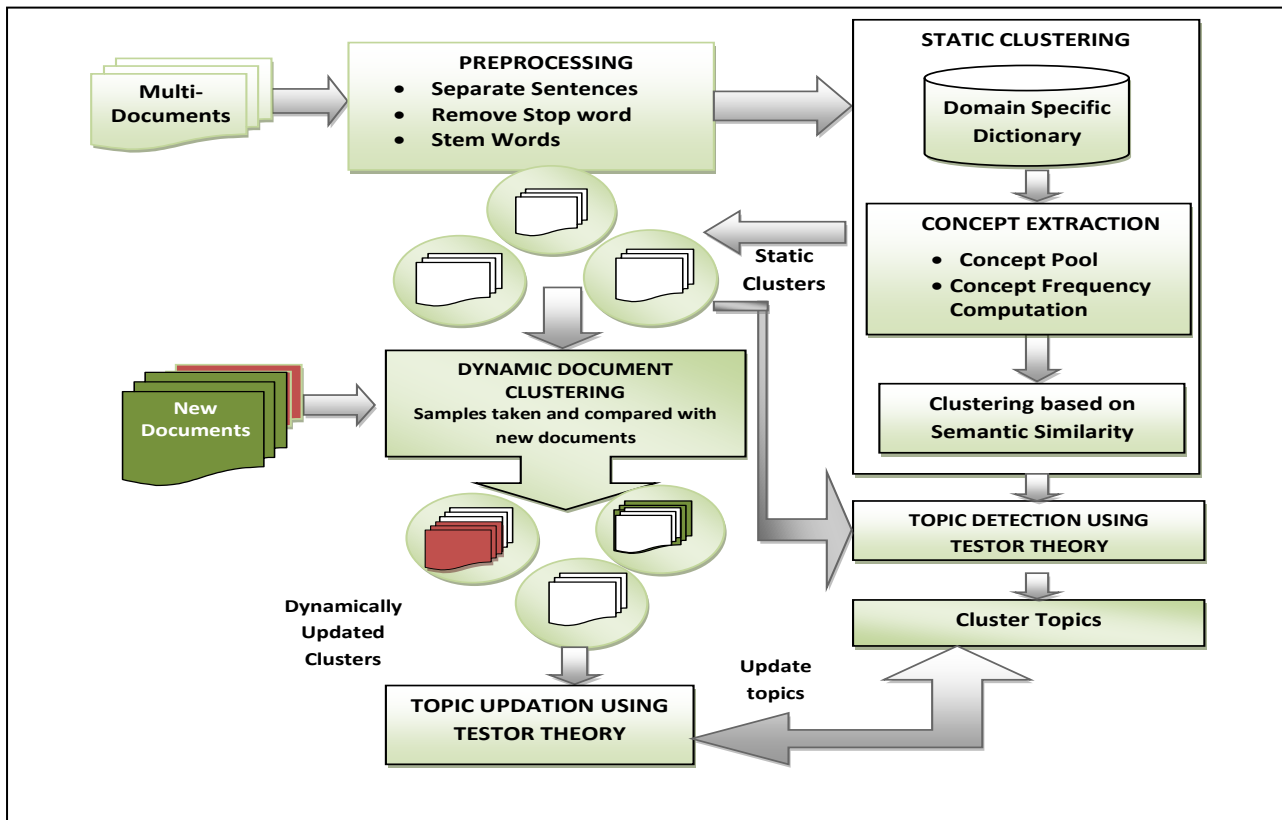 Multi-
Documents
PREPROCESSING
• Separate Sentences
• Remove Stop word
• Stem Words
STATIC CLUSTERING
Domain Specific
Dictionary
CONCEPT EXTRACTION
• Concept Pool
• Concept Frequency
Computation
Clustering based on
Semantic Similarity
Static
Clusters
New
Documents
DYNAMIC DOCUMENT
CLUSTERING
Samples taken and compared with
new documents
TOPIC DETECTION USING
TESTOR THEORY
Cluster Topics
Dynamically
Updated
Clusters
Update
topics
TOPIC UPDATION USING
TESTOR THEORY